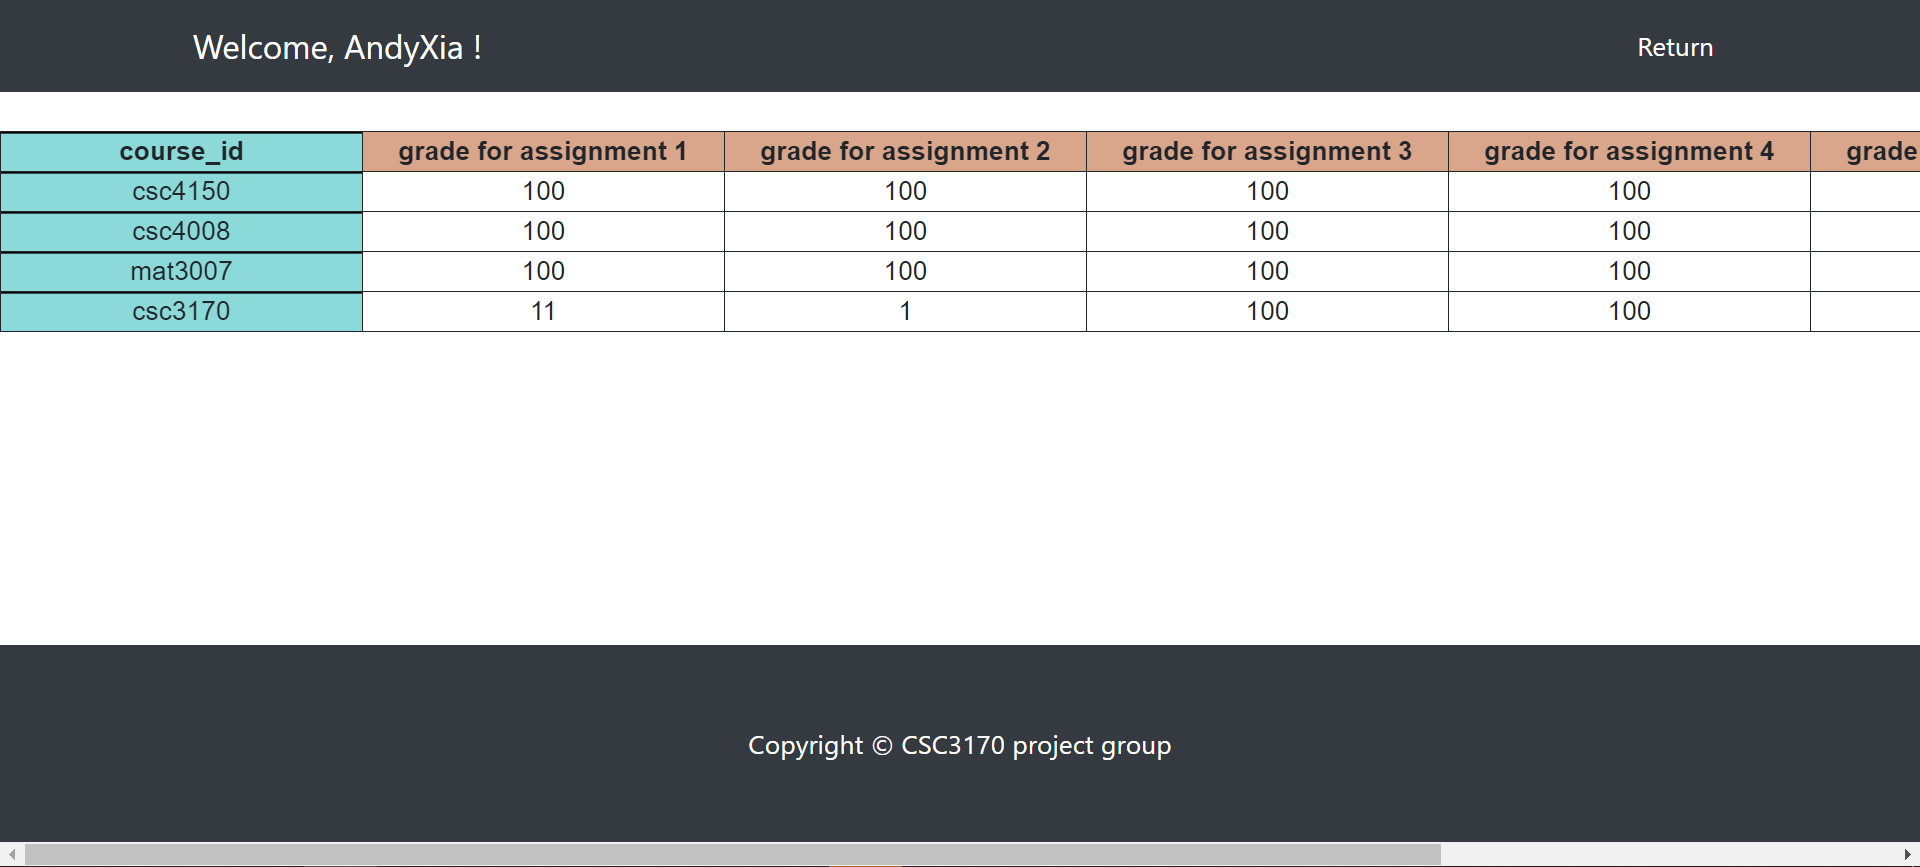 Welcome, AndyXia !
Return
course_id grade for assignment 1 grade for assignment 2 grade for assignment 3 grade for assignment 4 grade
csc4150 100 100 100 100
csc4008 100 100 100 100
mat3007 100 100 100 100
csc3170 11 1 100 100
Copyright © CSC3170 project group